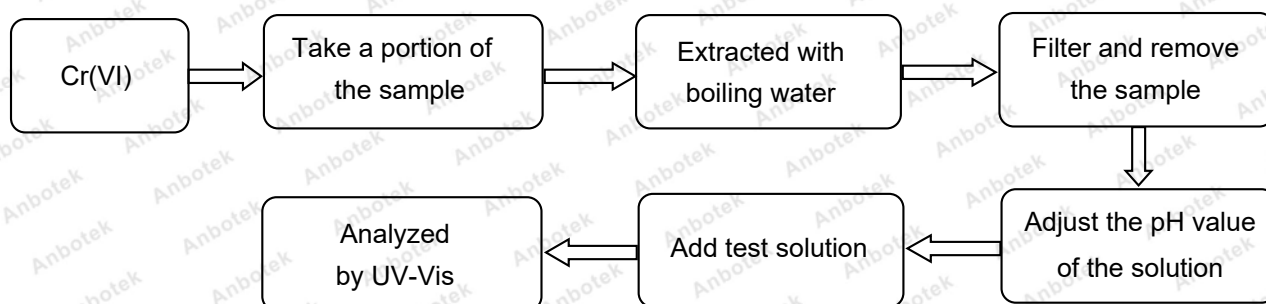 Cr(VI)
Take a portion of
the sample
Extracted with
boiling water
Filter and remove
the sample
Adjust the pH value
of the solution
Add test solution
Analyzed
by UV-Vis
Anbotek